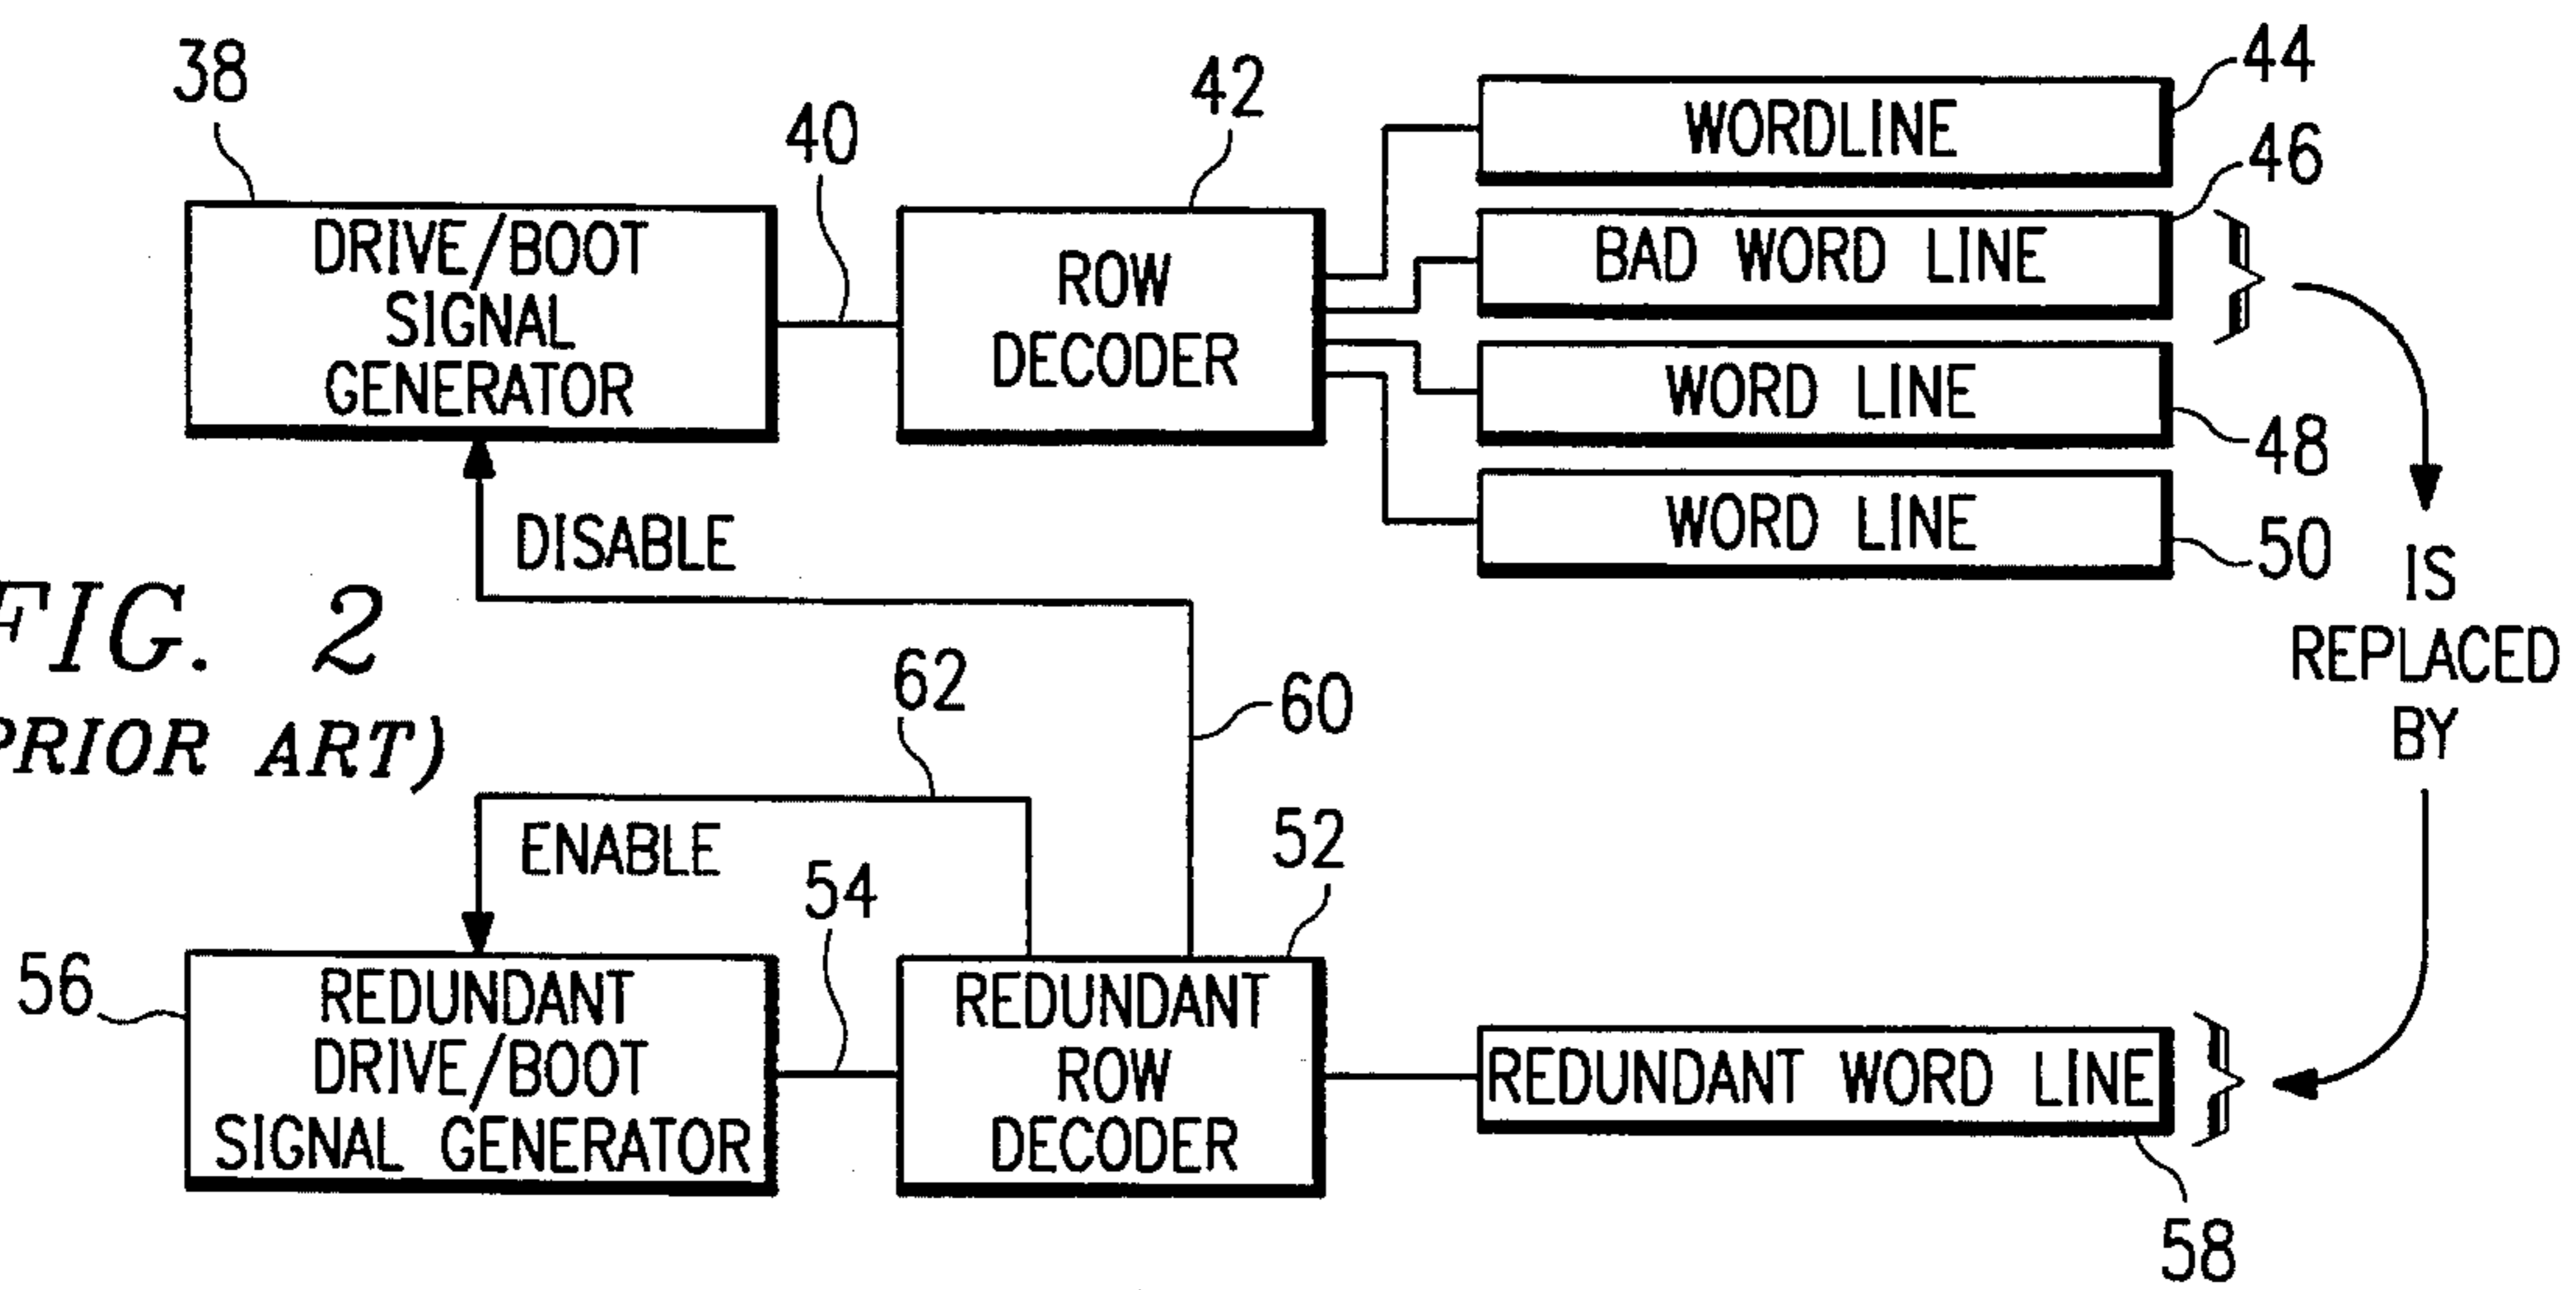 38
40
42
44
46
48
50
DRIVE/BOOT
SIGNAL
GENERATOR
ROW
DECODER
WORDLINE
BAD WORD LINE
WORD LINE
WORD LINE
DISABLE
IS
REPLACED
BY
FIG. 2
PRIOR ART)
62
60
ENABLE
54
52
56
REDUNDANT
DRIVE/BOOT
SIGNAL GENERATOR
REDUNDANT
ROW
DECODER
REDUNDANT WORD LINE
58